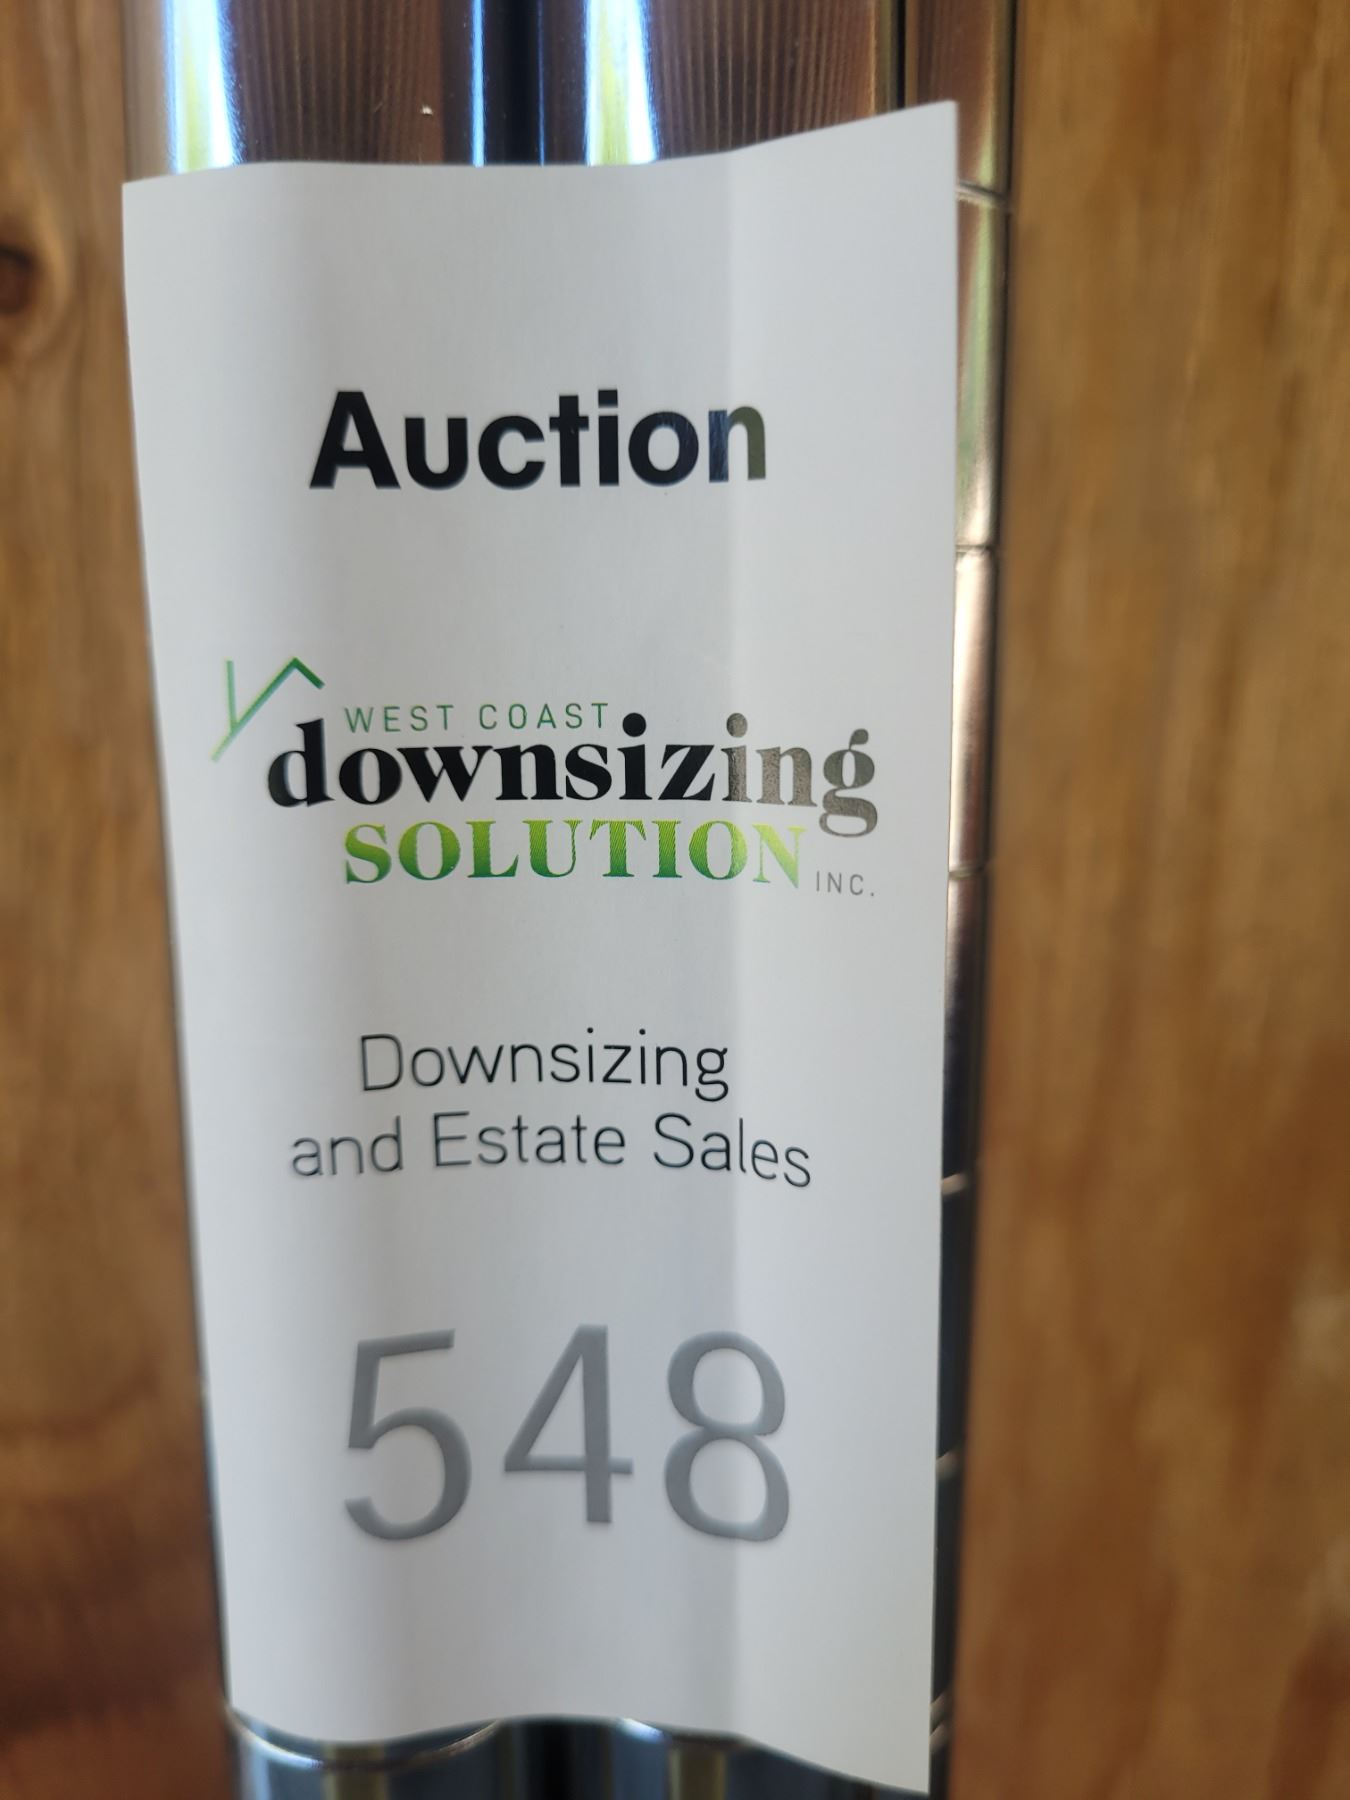 Auction
WEST COAST
downsizing
SOLUTION INC.
Downsizing
and Estate Sales
548